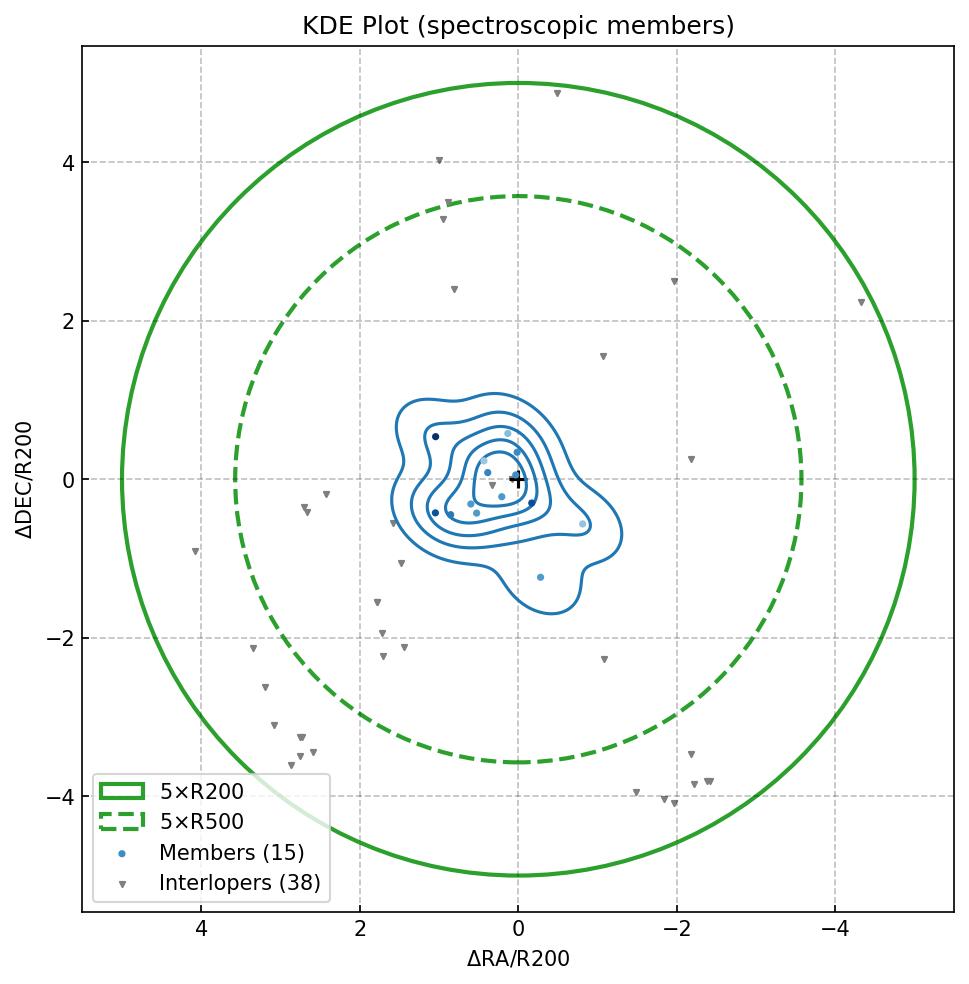 KDE Plot (spectroscopic members)
ΔDEC/R200
4
2
0
−2
−4
5×R200
5×R500
Members (15)
Interlopers (38)
4
2
0
−2
−4
ΔRA/R200